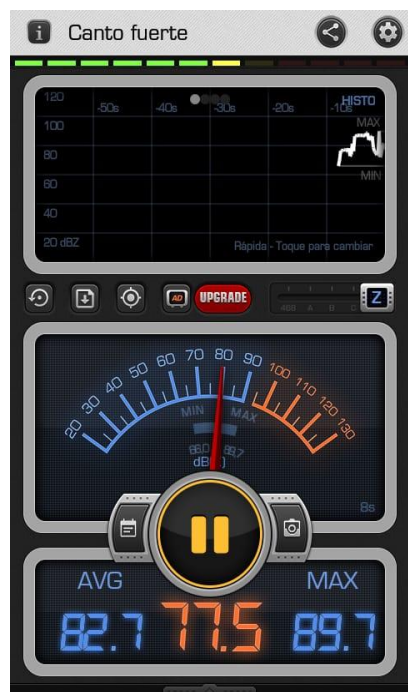 i Canto fuerte
120 -50s -40s -30s -20s -10s HISTO
100 MAX
80
60 MIN
40
20 dBZ Rápida - Toque para cambiar
AD UPGRADE A B C Z
20 30 40 50 60 70 80 90 100 110 120 130
MIN MAX
8s
AVG MAX
82.7 77.5 89.7